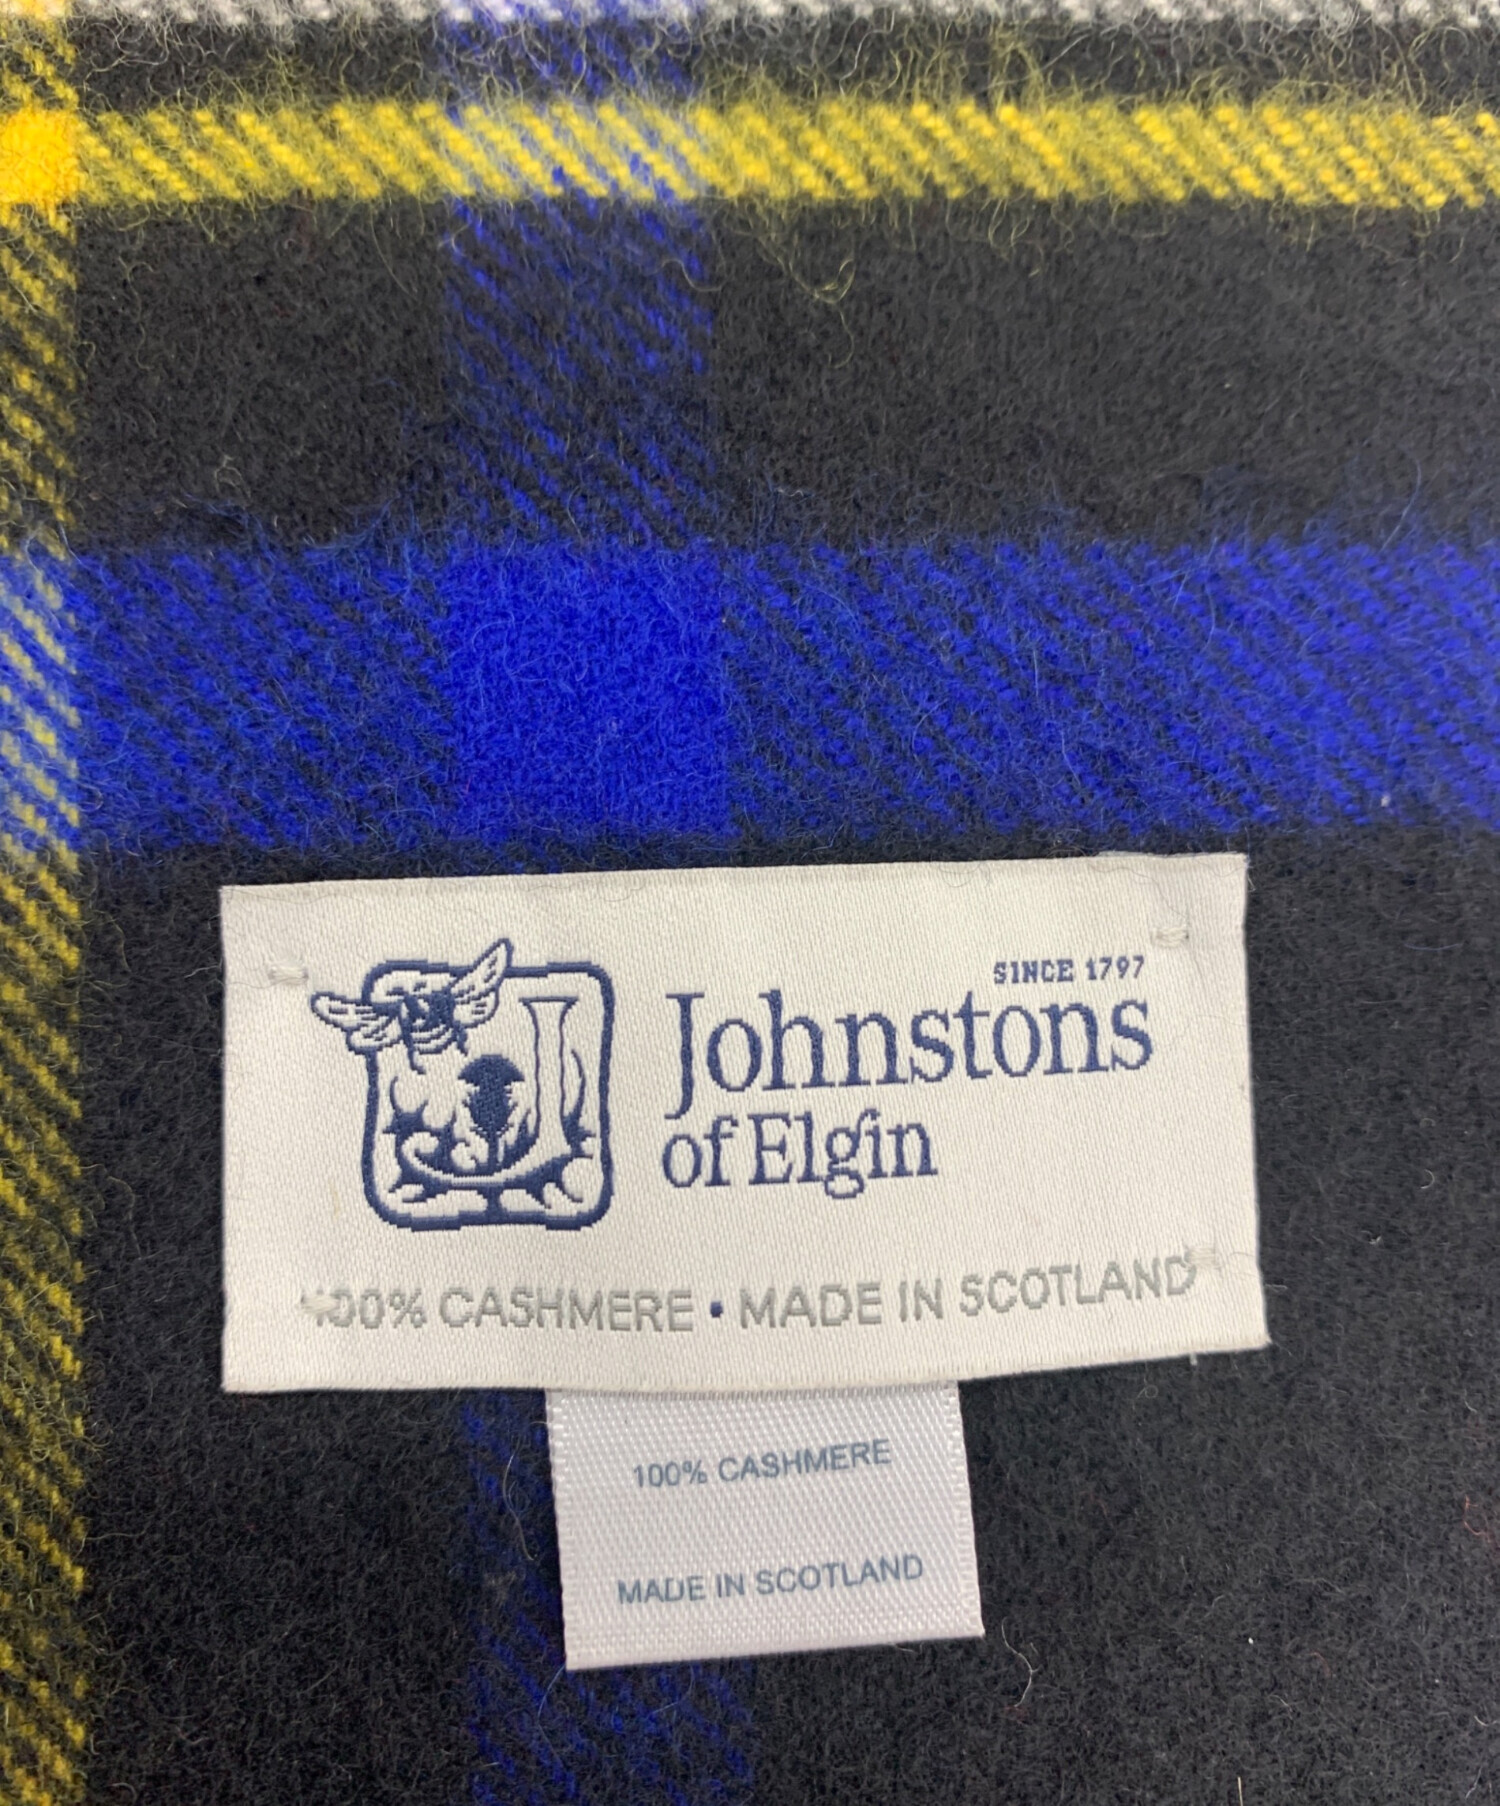 SINCE 1797
Johnstons
of Elgin
100% CASHMERE • MADE IN SCOTLAND
100% CASHMERE
MADE IN SCOTLAND